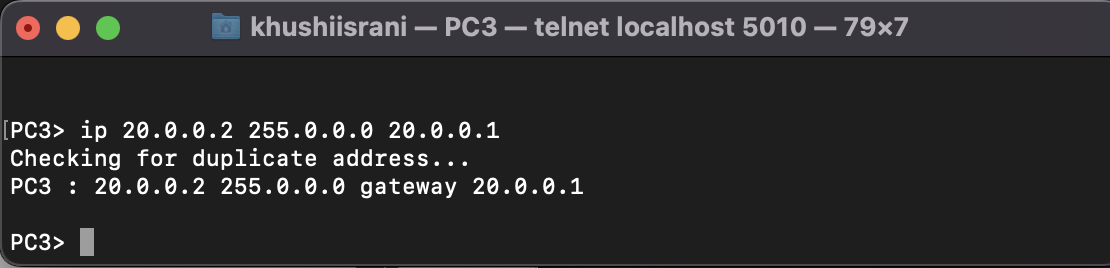 khushiisrani — PC3 — telnet localhost 5010 — 79×7
[PC3> ip 20.0.0.2 255.0.0.0 20.0.0.1
Checking for duplicate address...
PC3 : 20.0.0.2 255.0.0.0 gateway 20.0.0.1
PC3>